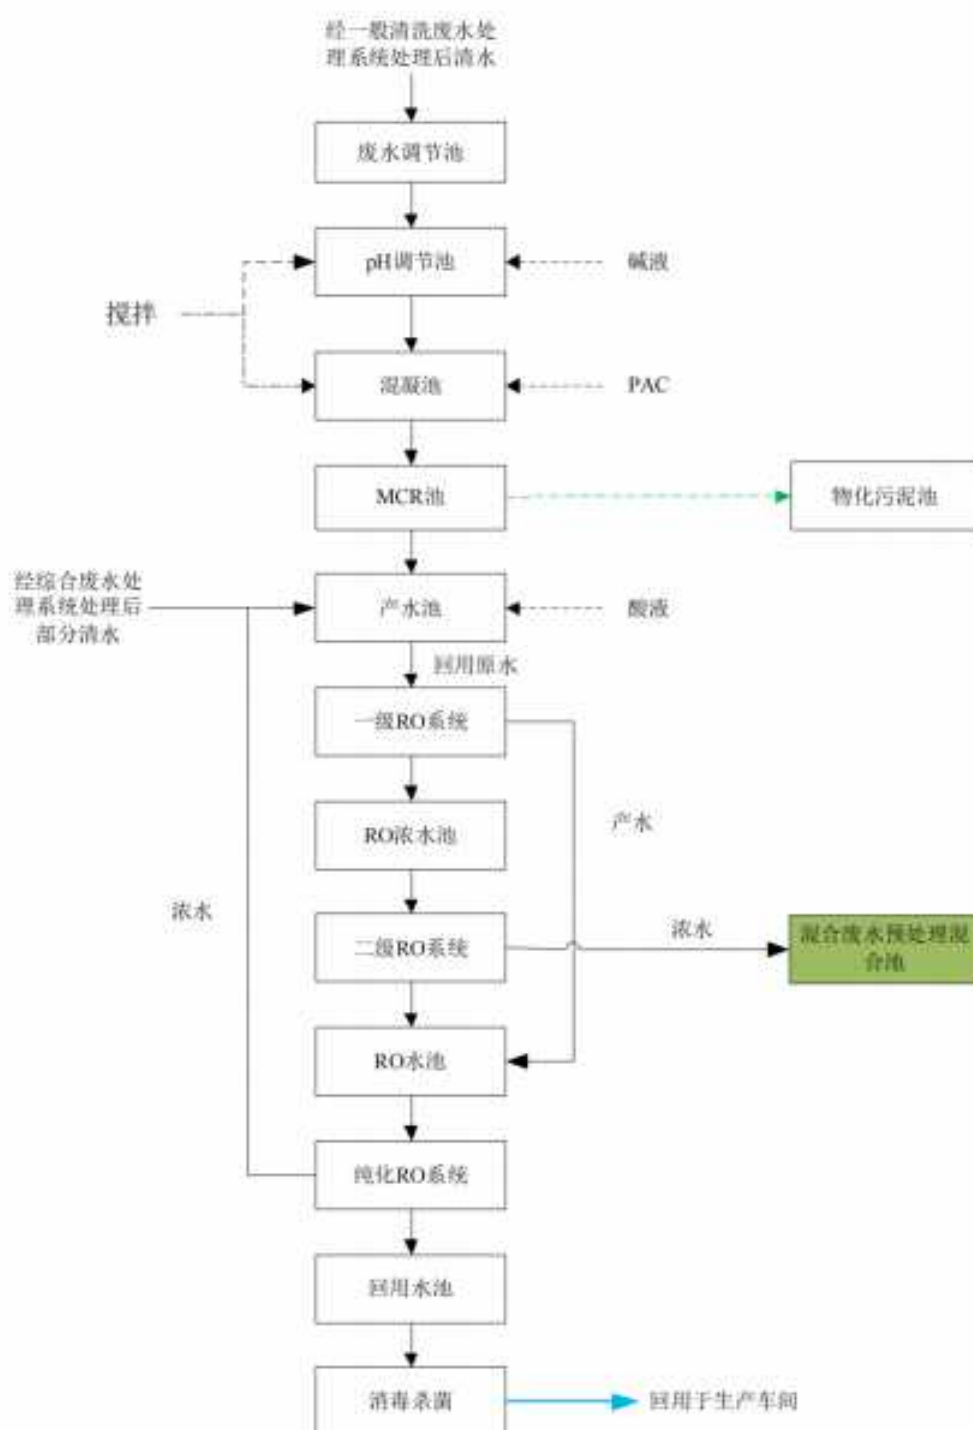 经一般清洗废水处
理系统处理后清水
废水调节池
pH调节池
碱液
搅拌
混凝池
PAC
MCR池
物化污泥池
经综合废水处
理系统处理后
部分清水
产水池
酸液
回用原水
一级RO系统
产水
RO浓水池
浓水
二级RO系统
浓水
混合废水预处理混
合池
RO水池
纯化RO系统
回用水池
消毒杀菌
回用于生产车间